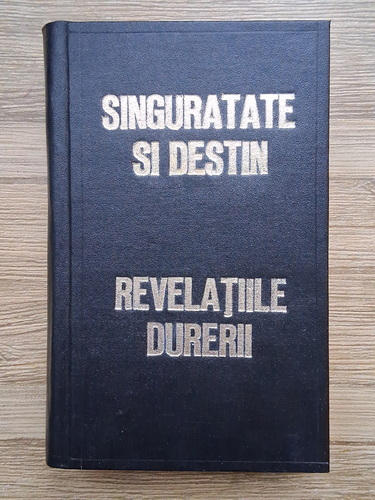 SINGURATATE
SI DESTIN
REVELAŢIILE
DURERII